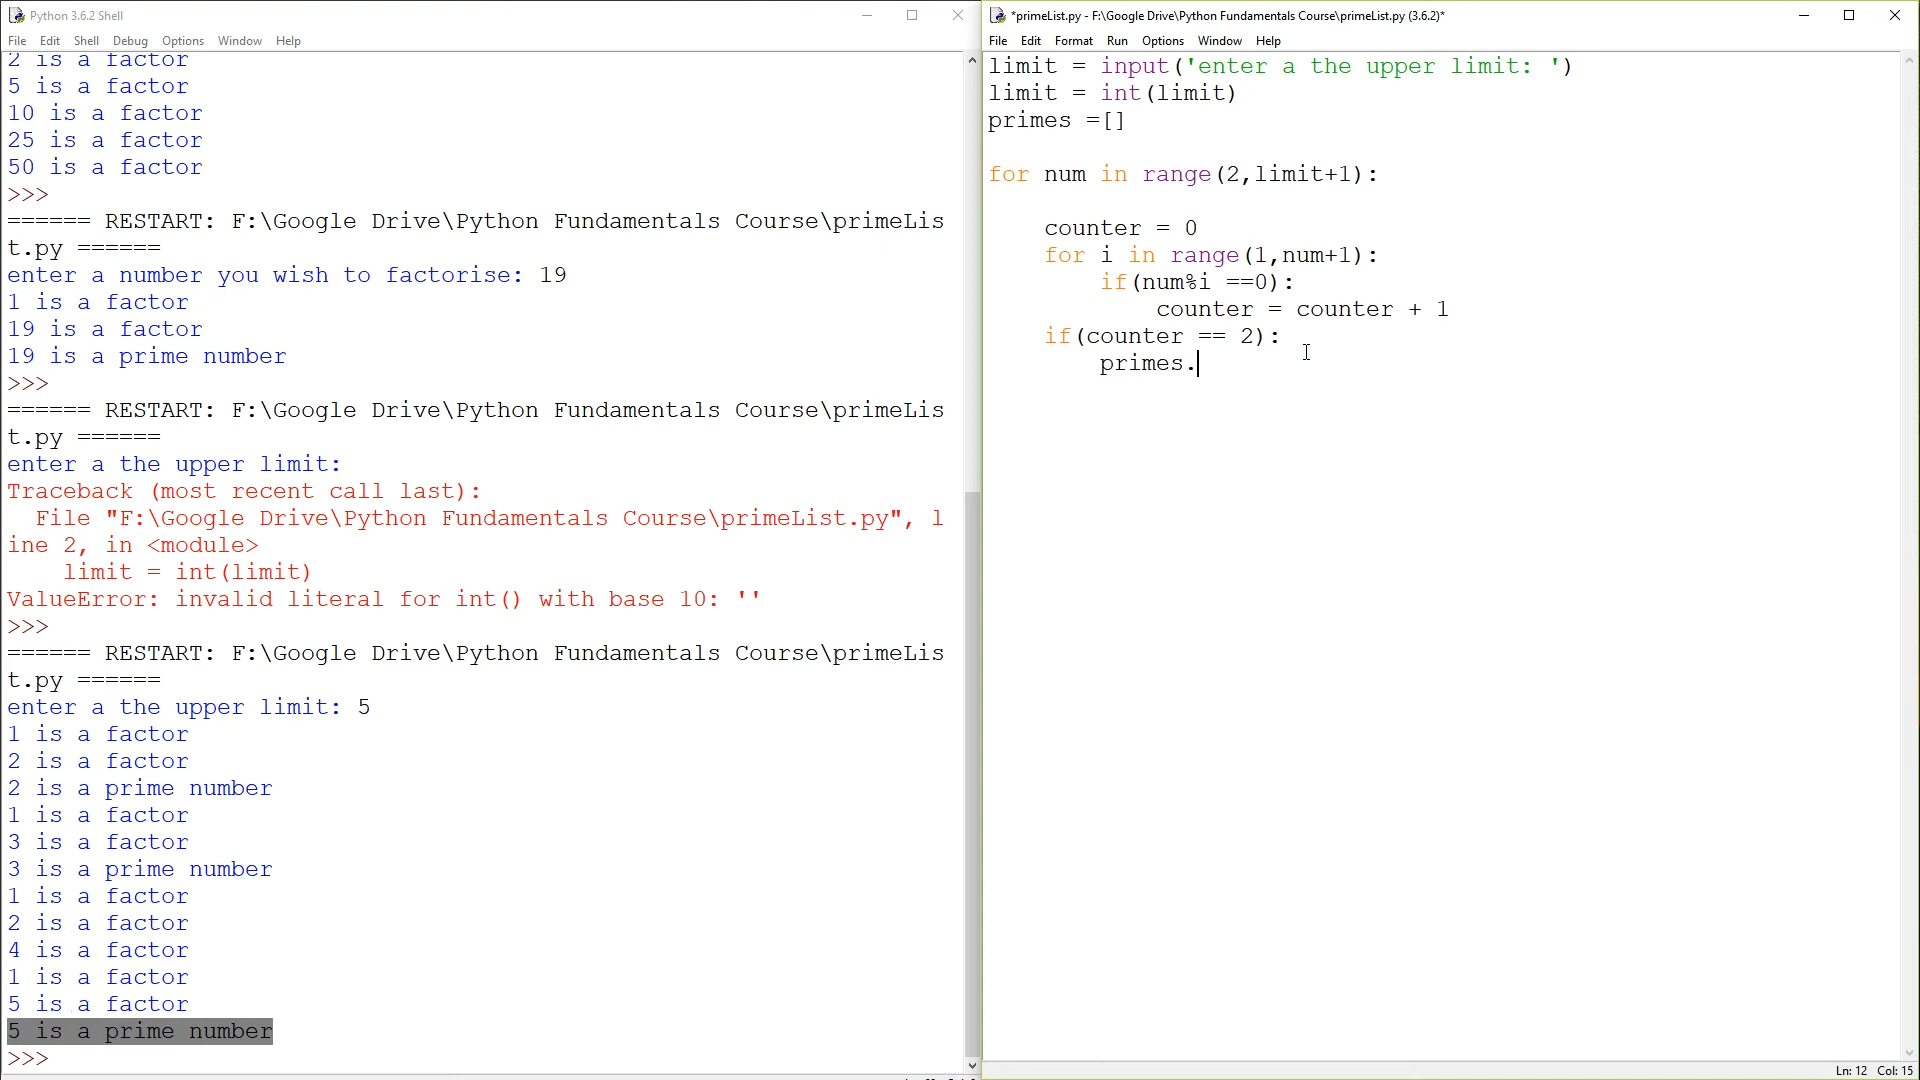 Python 3.6.2 Shell
File Edit Shell Debug Options Window Help
2 is a factor
5 is a factor
10 is a factor
25 is a factor
50 is a factor
>>>
====== RESTART: F:\Google Drive\Python Fundamentals Course\primeLis
t.py ======
enter a number you wish to factorise: 19
1 is a factor
19 is a factor
19 is a prime number
>>>
====== RESTART: F:\Google Drive\Python Fundamentals Course\primeLis
t.py ======
enter a the upper limit:
Traceback (most recent call last):
  File "F:\Google Drive\Python Fundamentals Course\primeList.py", l
ine 2, in <module>
    limit = int(limit)
ValueError: invalid literal for int() with base 10: ''
>>>
====== RESTART: F:\Google Drive\Python Fundamentals Course\primeLis
t.py ======
enter a the upper limit: 5
1 is a factor
2 is a factor
2 is a prime number
1 is a factor
3 is a factor
3 is a prime number
1 is a factor
2 is a factor
4 is a factor
1 is a factor
5 is a factor
5 is a prime number
>>>
*primeList.py - F:\Google Drive\Python Fundamentals Course\primeList.py (3.6.2)*
File Edit Format Run Options Window Help
limit = input('enter a the upper limit: ')
limit = int(limit)
primes =[]
for num in range(2,limit+1):
    counter = 0
    for i in range(1,num+1):
        if(num%i ==0):
            counter = counter + 1
    if(counter == 2):
        primes.
Ln: 12 Col: 15